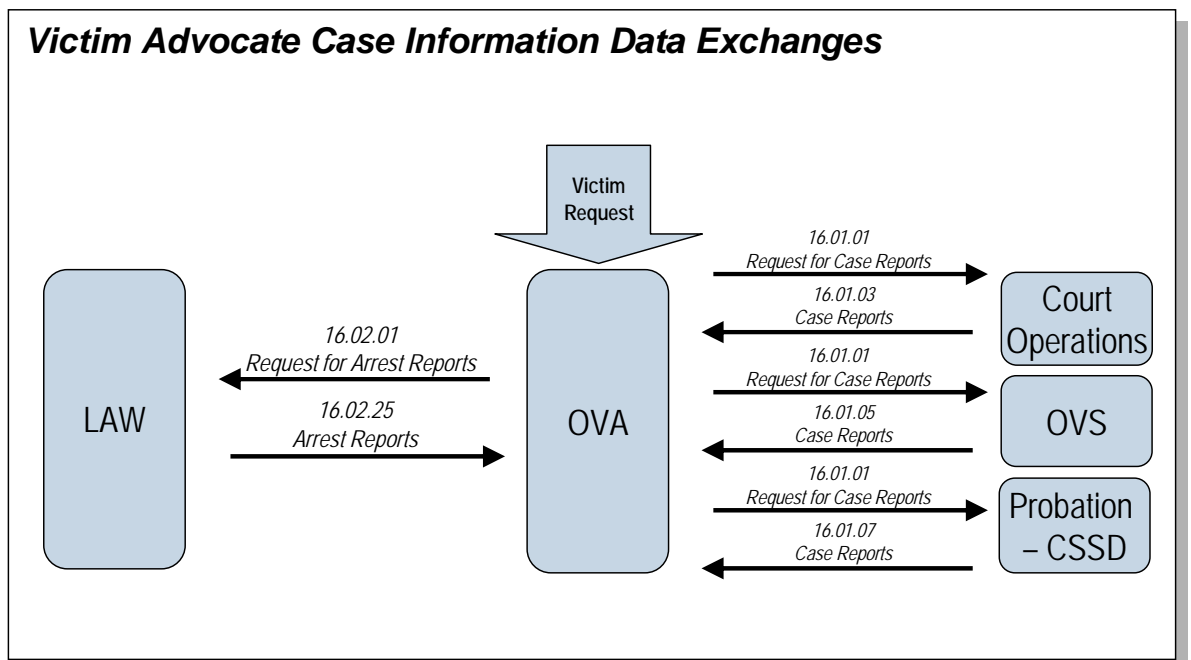 Victim Advocate Case Information Data Exchanges
Victim
Request
16.01.01
Request for Case Reports
16.01.03
Case Reports
Court
Operations
16.02.01
Request for Arrest Reports
16.01.01
Request for Case Reports
LAW
16.02.25
Arrest Reports
OVA
16.01.05
Case Reports
OVS
16.01.01
Request for Case Reports
Probation
– CSSD
16.01.07
Case Reports